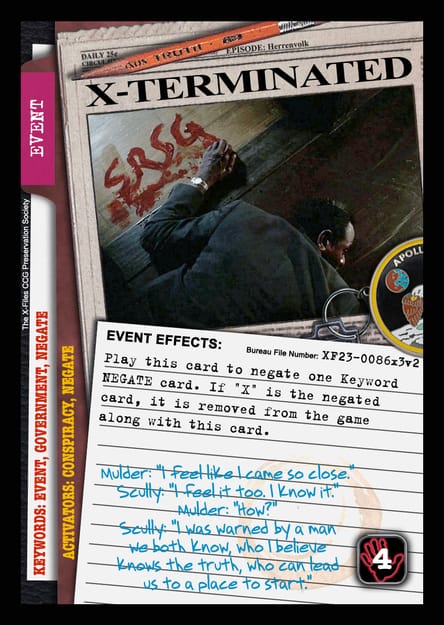 DAILY 25¢
TRUTH
EPISODE: Herrenvolk
X-TERMINATED
EVENT
SRSG
APOL
The X-Files CCG Preservation Society
KEYWORDS: EVENT, GOVERNMENT, NEGATE
ACTIVATORS: CONSPIRACY, NEGATE
EVENT EFFECTS:
Bureau File Number: XF23-0086x3v2
Play this card to negate one Keyword
NEGATE card. If "X" is the negated
card, it is removed from the game
along with this card.
Mulder: "I feel like I came so close."
Scully: "I feel it too. I know it."
Mulder: "How?"
Scully: "I was warned by a man
we both know, who I believe
knows the truth, who can lead
us to a place to start."
4